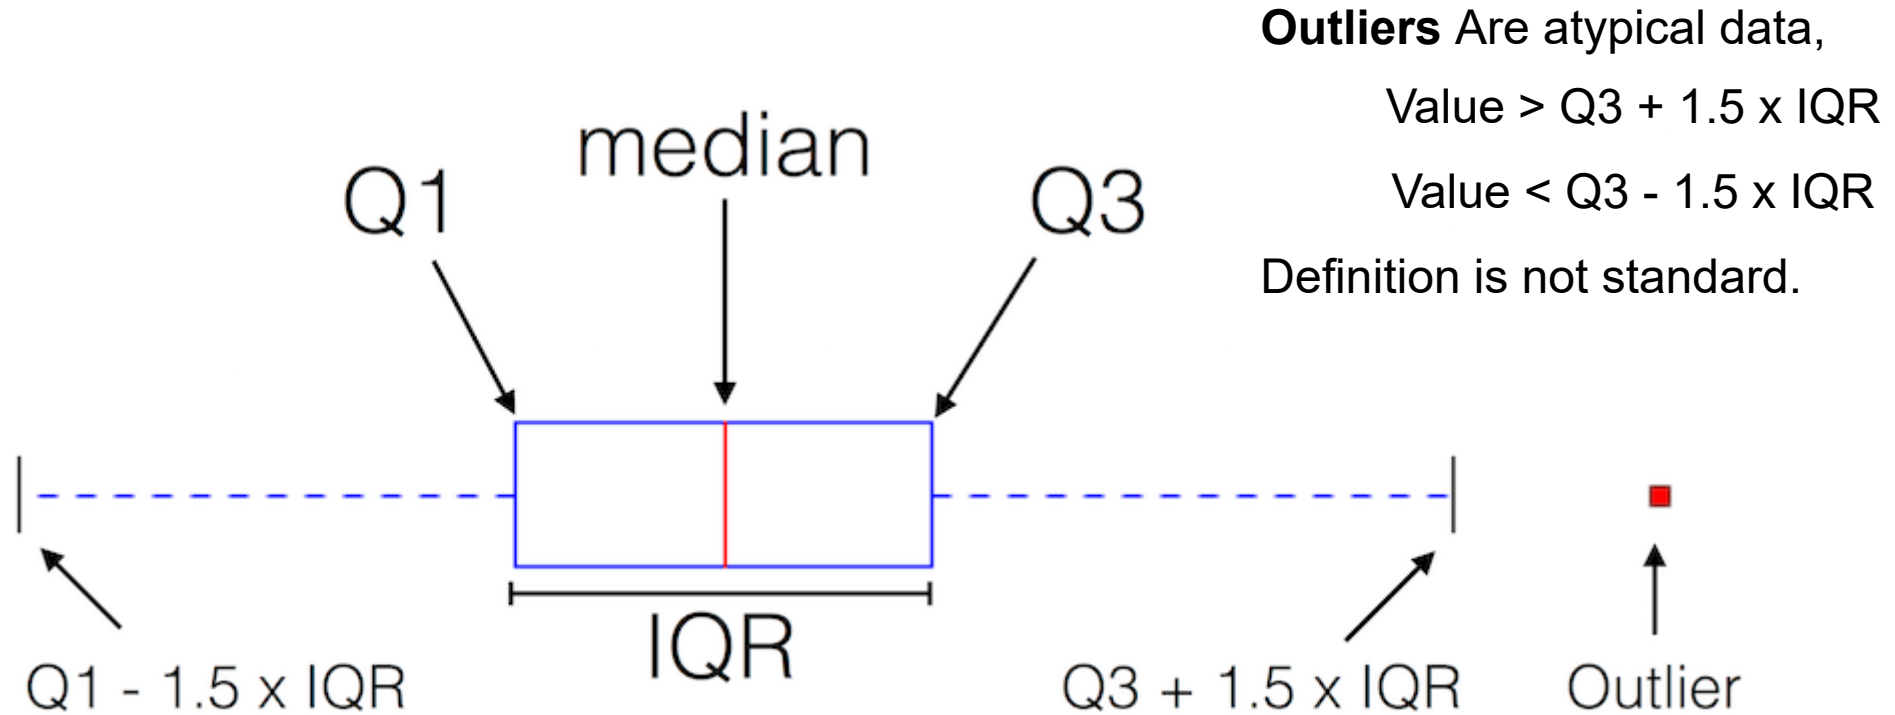 Outliers Are atypical data,
Value > Q3 + 1.5 x IQR
Value < Q3 - 1.5 x IQR
Definition is not standard.
median
Q1
Q3
IQR
Q1 - 1.5 x IQR
Q3 + 1.5 x IQR
Outlier